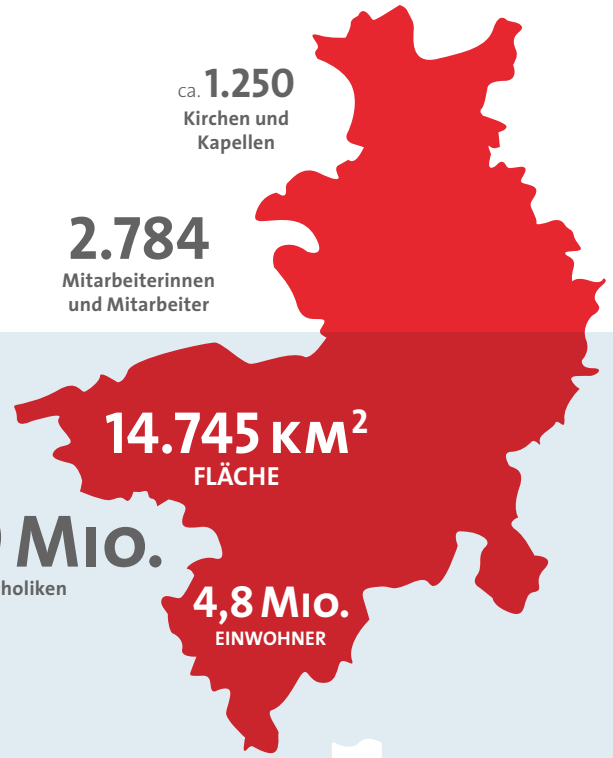 ca. 1.250
Kirchen und
Kapellen
2.784
Mitarbeiterinnen
und Mitarbeiter
14.745 KM²
FLÄCHE
MIO.
holiken
4,8 MIO.
EINWOHNER